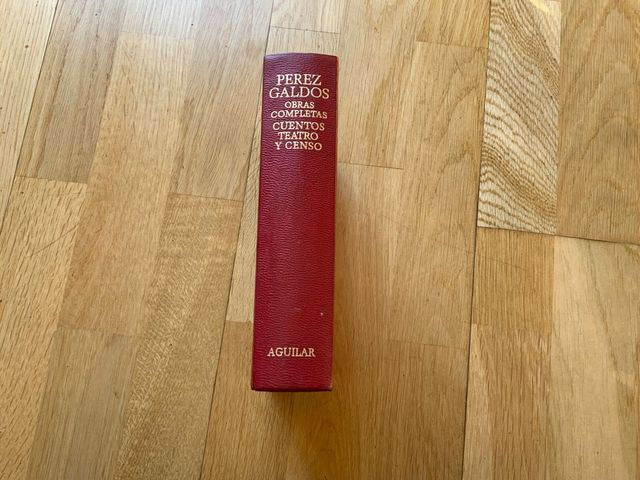 PEREZ
GALDOS
OBRAS
COMPLETAS
CUENTOS
TEATRO
Y CENSO
AGUILAR